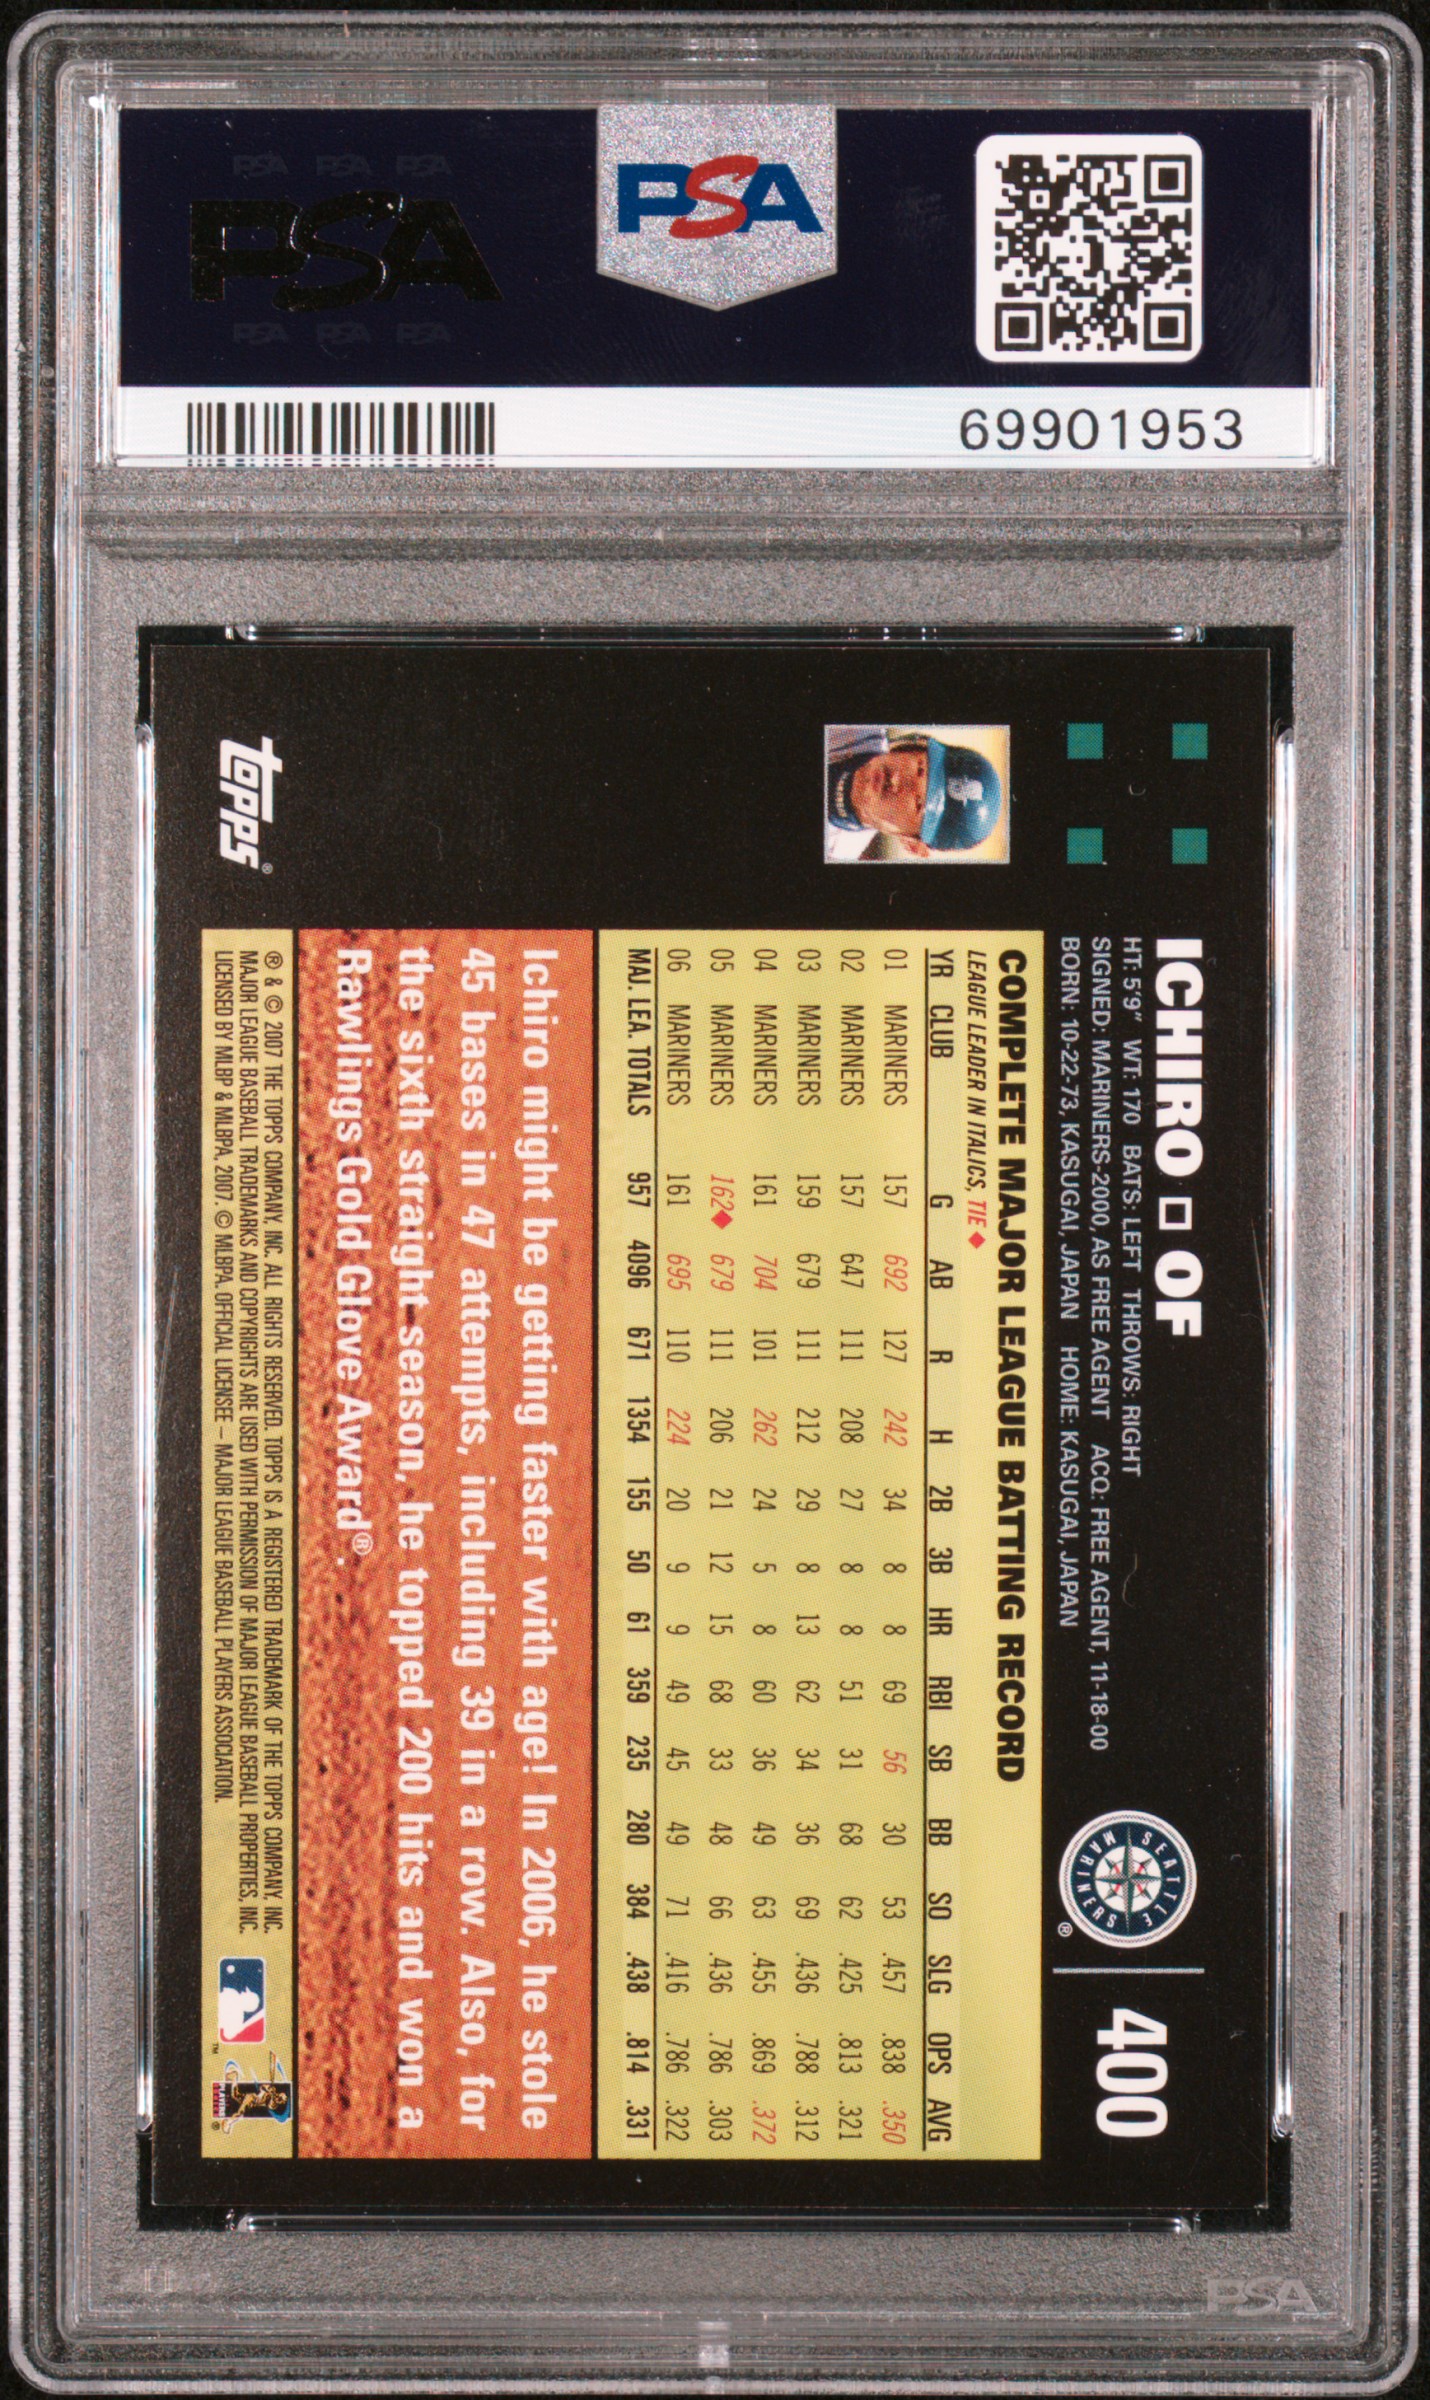 PSA PSA PSA
PSA
PSA PSA PSA
PSA
69901953
ICHIRO OF
HT: 5'9" WT: 170 BATS: LEFT THROWS: RIGHT
SIGNED: MARINERS-2000, AS FREE AGENT ACQ: FREE AGENT, 11-18-00
BORN: 10-22-73, KASUGAI, JAPAN HOME: KASUGAI, JAPAN
SEATTLE MARINERS ®
400
COMPLETE MAJOR LEAGUE BATTING RECORD
LEAGUE LEADER IN ITALICS, TIE ♦
YR CLUB G AB R H 2B 3B HR RBI SB BB SO SLG OPS AVG
01 MARINERS 157 692 127 242 34 8 8 69 56 30 53 .457 .838 .350
02 MARINERS 157 647 111 208 27 8 8 51 31 68 62 .425 .813 .321
03 MARINERS 159 679 111 212 29 8 13 62 34 36 69 .436 .788 .312
04 MARINERS 161 704 101 262 24 5 8 60 36 49 63 .455 .869 .372
05 MARINERS 162♦ 679 111 206 21 12 15 68 33 48 66 .436 .786 .303
06 MARINERS 161 695 110 224 20 9 9 49 45 49 71 .416 .786 .322
MAJ. LEA. TOTALS 957 4096 671 1354 155 50 61 359 235 280 384 .438 .814 .331
Ichiro might be getting faster with age! In 2006, he stole
45 bases in 47 attempts, including 39 in a row. Also, for
the sixth straight season, he topped 200 hits and won a
Rawlings Gold Glove Award®.
® & © 2007 THE TOPPS COMPANY, INC. ALL RIGHTS RESERVED. TOPPS IS A REGISTERED TRADEMARK OF THE TOPPS COMPANY, INC.
MAJOR LEAGUE BASEBALL TRADEMARKS AND COPYRIGHTS ARE USED WITH PERMISSION OF MAJOR LEAGUE BASEBALL PROPERTIES, INC.
LICENSED BY MLBP & MLBPA, 2007. © MLBPA. OFFICIAL LICENSEE – MAJOR LEAGUE BASEBALL PLAYERS ASSOCIATION.
topps®
TM
®
PSA